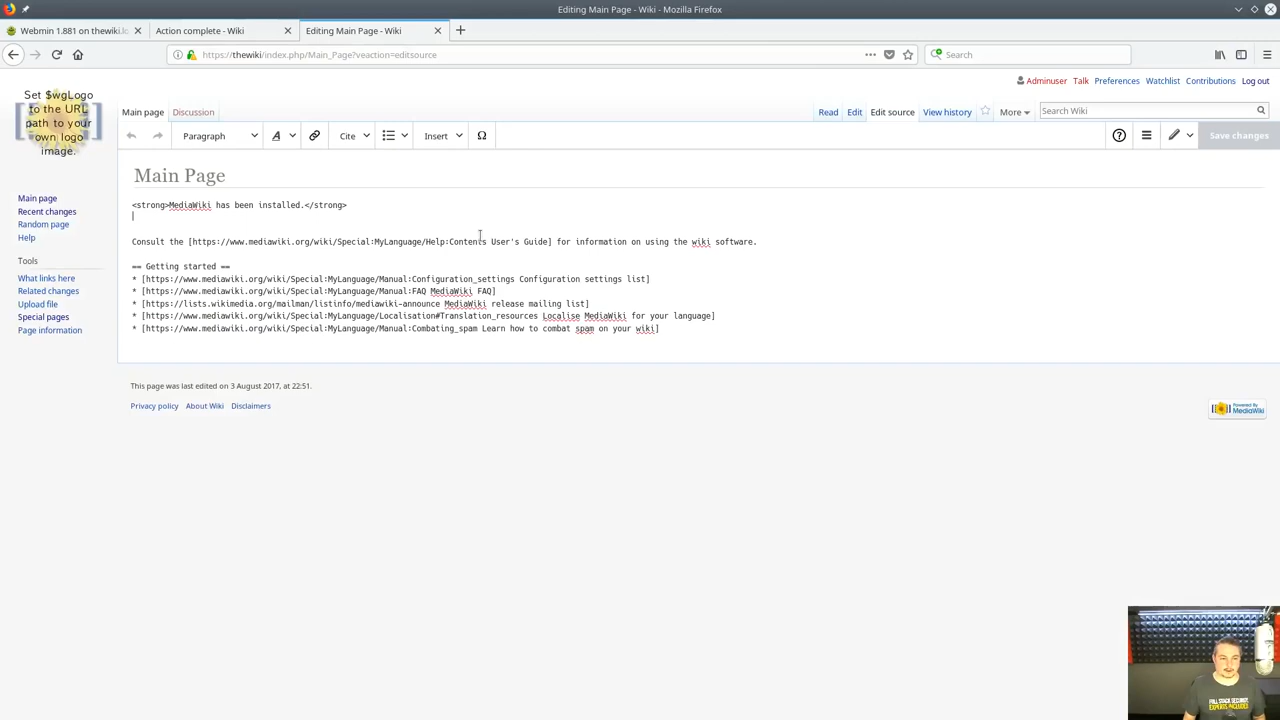 Editing Main Page - Wiki - Mozilla Firefox
Webmin 1.881 on thewiki.lo
Action complete - Wiki
Editing Main Page - Wiki
https://thewiki/index.php/Main_Page?veaction=editsource
Search
Adminuser Talk Preferences Watchlist Contributions Log out
Set $wgLogo
to the URL
path to your
own logo
image.
Main page Discussion
Read Edit Edit source View history More
Search Wiki
Paragraph A Cite Insert Ω
Save changes
Main Page
<strong>MediaWiki has been installed.</strong>
Consult the [https://www.mediawiki.org/wiki/Special:MyLanguage/Help:Contents User's Guide] for information on using the wiki software.
== Getting started ==
* [https://www.mediawiki.org/wiki/Special:MyLanguage/Manual:Configuration_settings Configuration settings list]
* [https://www.mediawiki.org/wiki/Special:MyLanguage/Manual:FAQ MediaWiki FAQ]
* [https://lists.wikimedia.org/mailman/listinfo/mediawiki-announce MediaWiki release mailing list]
* [https://www.mediawiki.org/wiki/Special:MyLanguage/Localisation#Translation_resources Localise MediaWiki for your language]
* [https://www.mediawiki.org/wiki/Special:MyLanguage/Manual:Combating_spam Learn how to combat spam on your wiki]
Main page
Recent changes
Random page
Help
Tools
What links here
Related changes
Upload file
Special pages
Page information
This page was last edited on 3 August 2017, at 22:51.
Privacy policy About Wiki Disclaimers
Powered By
MediaWiki
FULL STACK SECURITY
EXPERTS INCLUDED